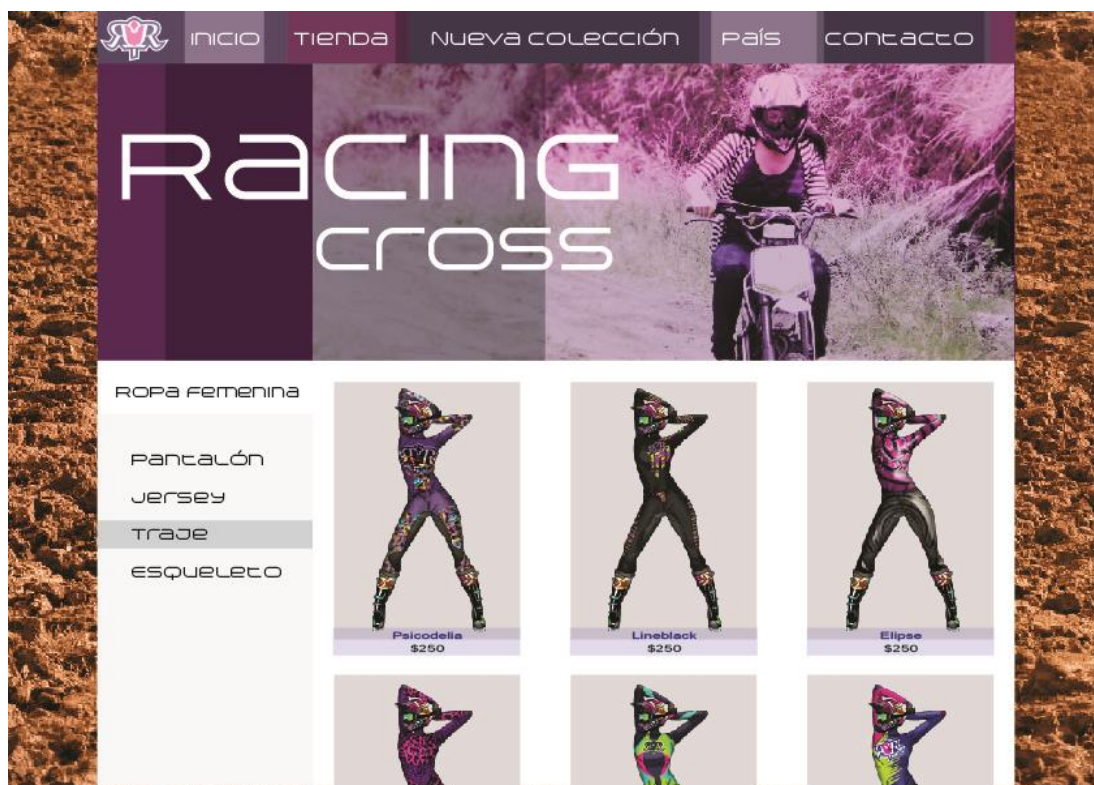 RR
INICIO TIENDA NUEVA COLECCIÓN PAÍS CONTACTO
RACING
CROSS
ROPA FEMENINA
PANTALÓN
JERSEY
TRAJE
ESQUELETO
Psicodelia
$250
Lineblack
$250
Elipse
$250